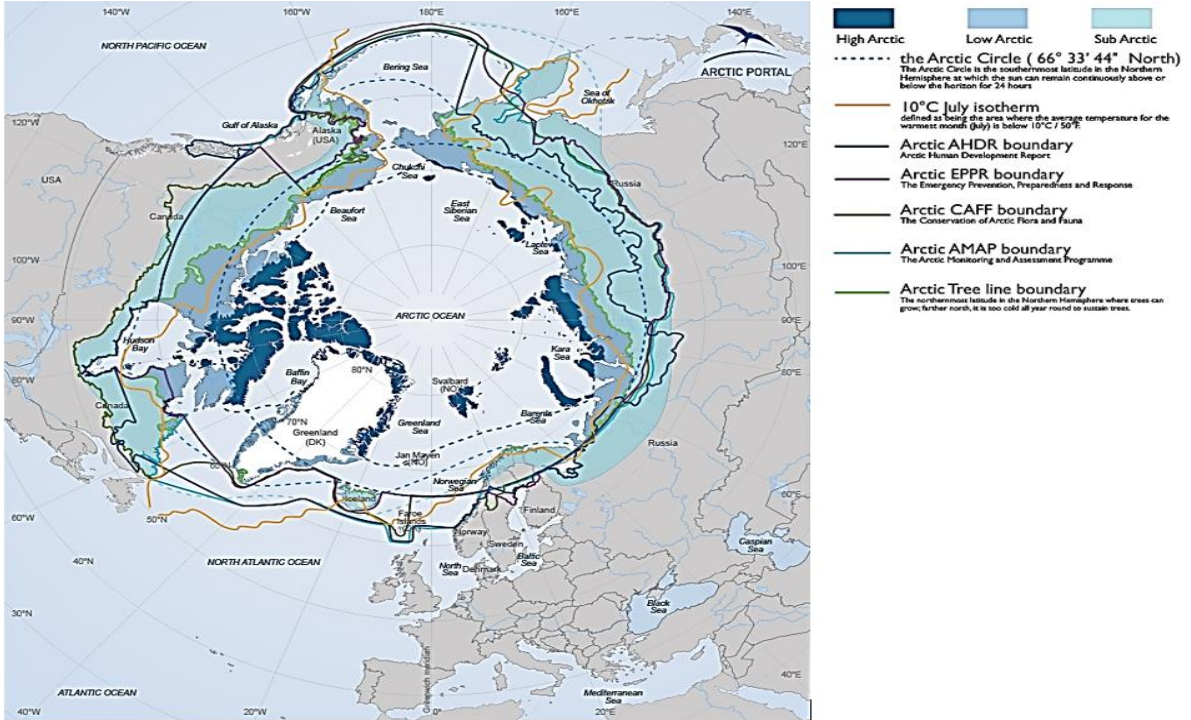 140°W
160°W
180°E
160°E
140°E
NORTH PACIFIC OCEAN
Bering Sea
ARCTIC PORTAL
Sea of
Okhotsk
120°W
Gulf of Alaska
Alaska
(USA)
120°E
USA
Chukchi
Sea
Russia
Canada
Beaufort
Sea
East
Siberian
Sea
Laptev
Sea
100°W
100°E
ARCTIC OCEAN
90°W
90°E
Hudson
Bay
Kara
Sea
Baffin
Bay
80°N
80°W
80°E
Svalbard
(NO)
Canada
Barents
Sea
70°N
Greenland
(DK)
Greenland
Sea
Russia
Jan Mayen
(NO)
60°N
Norwegian
Sea
Iceland
60°E
60°W
50°N
Faroe
Islands
Finland
Norway
Sweden
Caspian
Sea
40°N
NORTH ATLANTIC OCEAN
North
Sea
Denmark
Baltic
Sea
Black
Sea
30°N
Greenwich meridian
40°E
ATLANTIC OCEAN
Mediterranean
Sea
40°W
20°W
0°
20°E
High Arctic
Low Arctic
Sub Arctic
the Arctic Circle ( 66° 33' 44" North)
The Arctic Circle is the southernmost latitude in the Northern
Hemisphere at which the sun can remain continuously above or
below the horizon for 24 hours
10°C July isotherm
defined as being the area where the average temperature for the
warmest month (July) is below 10°C / 50°F.
Arctic AHDR boundary
Arctic Human Development Report
Arctic EPPR boundary
The Emergency Prevention, Preparedness and Response
Arctic CAFF boundary
The Conservation of Arctic Flora and Fauna
Arctic AMAP boundary
The Arctic Monitoring and Assessment Programme
Arctic Tree line boundary
The northernmost latitude in the Northern Hemisphere where trees can
grow; farther north, it is too cold all year round to sustain trees.